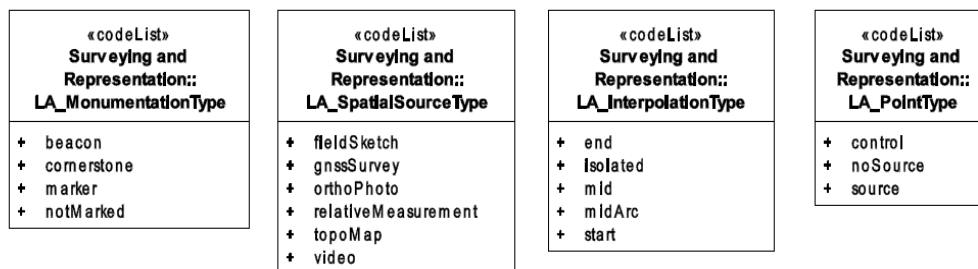 «codeList»
Surveying and
Representation::
LA_MonumentationType
+ beacon
+ cornerstone
+ marker
+ notMarked
«codeList»
Surveying and
Representation::
LA_SpatialSourceType
+ fieldSketch
+ gnssSurvey
+ orthoPhoto
+ relativeMeasurement
+ topoMap
+ video
«codeList»
Surveying and
Representation::
LA_InterpolationType
+ end
+ isolated
+ mid
+ midArc
+ start
«codeList»
Surveying and
Representation::
LA_PointType
+ control
+ noSource
+ source